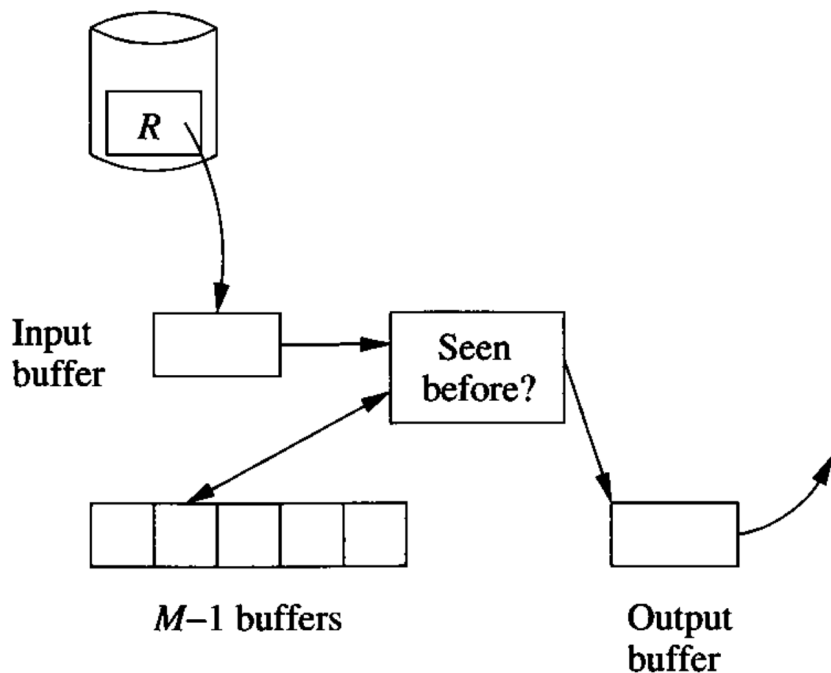 R
Input
buffer
Seen
before?
M−1 buffers
Output
buffer